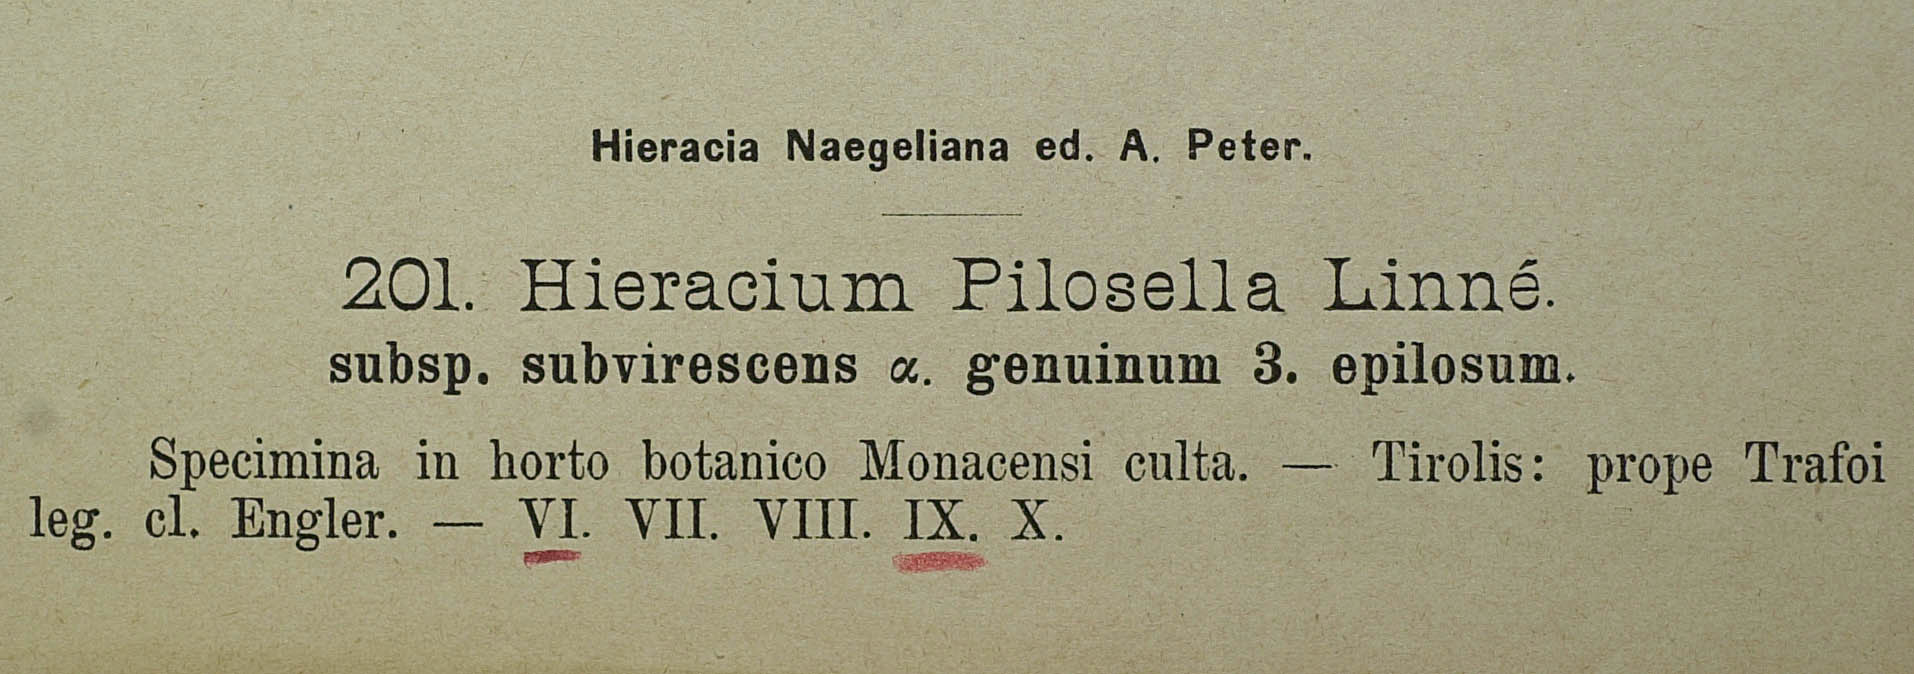 Hieracia Naegeliana ed. A. Peter.
201. Hieracium Pilosella Linné.
subsp. subvirescens α. genuinum 3. epilosum.
Specimina in horto botanico Monacensi culta. — Tirolis: prope Trafoi
leg. cl. Engler. — VI. VII. VIII. IX. X.